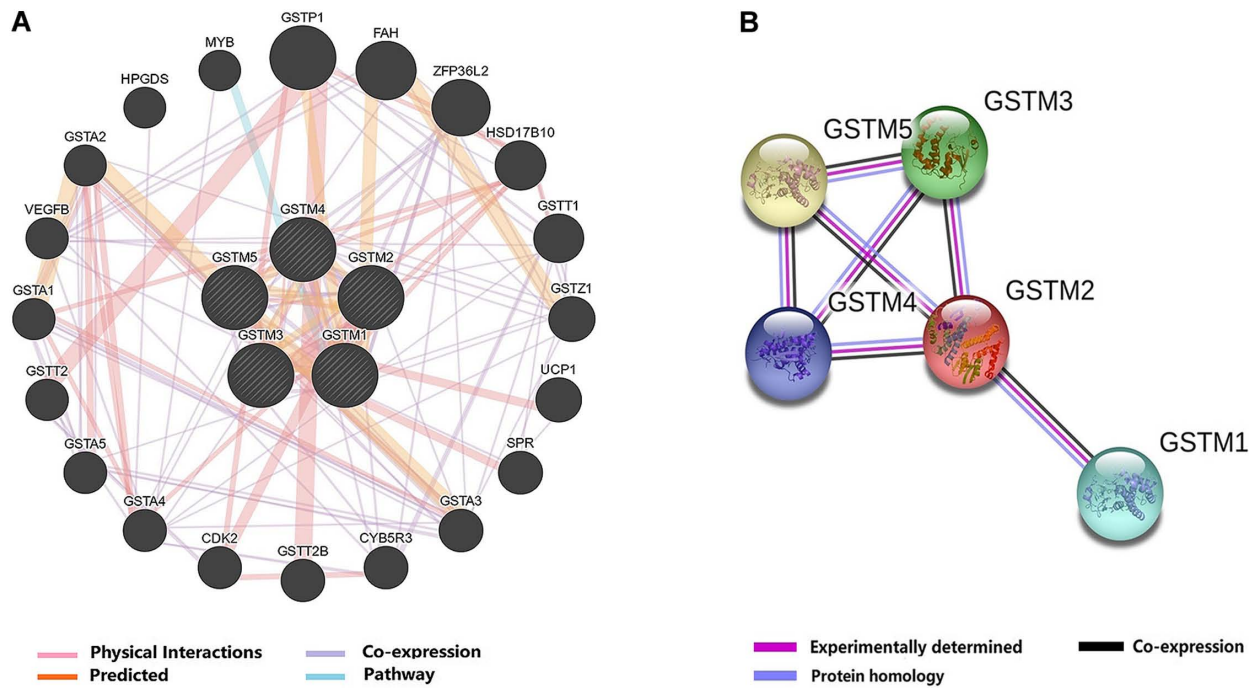 A
GSTP1
FAH
MYB
ZFP36L2
HPGDS
HSD17B10
GSTA2
GSTT1
VEGFB
GSTM4
GSTM5
GSTM2
GSTA1
GSTZ1
GSTM3
GSTM1
GSTT2
UCP1
GSTA5
SPR
GSTA4
GSTA3
CDK2
GSTT2B
CYB5R3
Physical Interactions
Co-expression
Predicted
Pathway
B
GSTM3
GSTM5
GSTM2
GSTM4
GSTM1
Experimentally determined
Co-expression
Protein homology